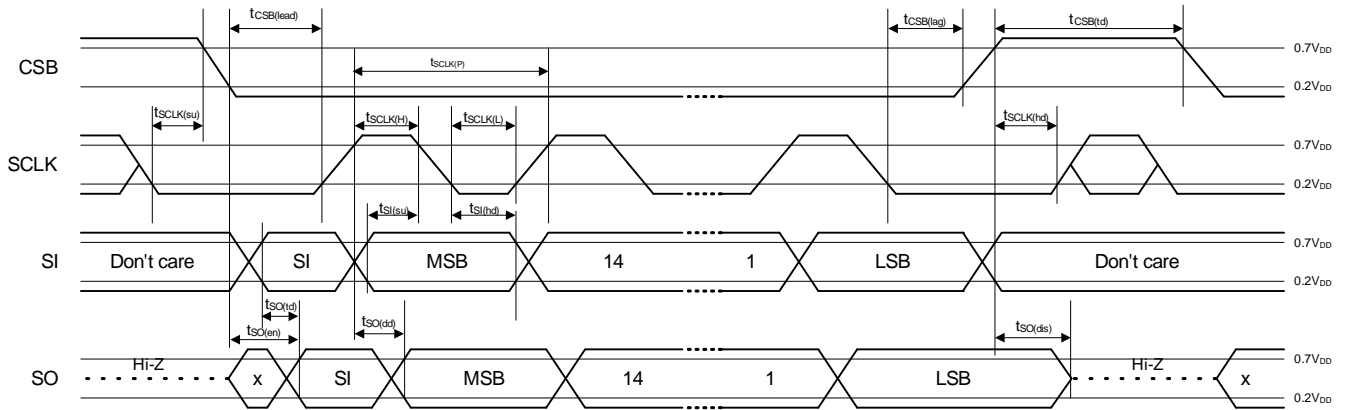 tCSB(lead)
tCSB(lag)
tCSB(td)
CSB
0.7VDD
tSCLK(P)
0.2VDD
tSCLK(su)
tSCLK(H)
tSCLK(L)
tSCLK(hd)
SCLK
0.7VDD
0.2VDD
tSI(su)
tSI(hd)
SI
Don't care
SI
MSB
14
1
LSB
Don't care
0.7VDD
0.2VDD
tSO(td)
tSO(en)
tSO(dd)
tSO(dis)
SO
Hi-Z
x
SI
MSB
14
1
LSB
Hi-Z
x
0.7VDD
0.2VDD